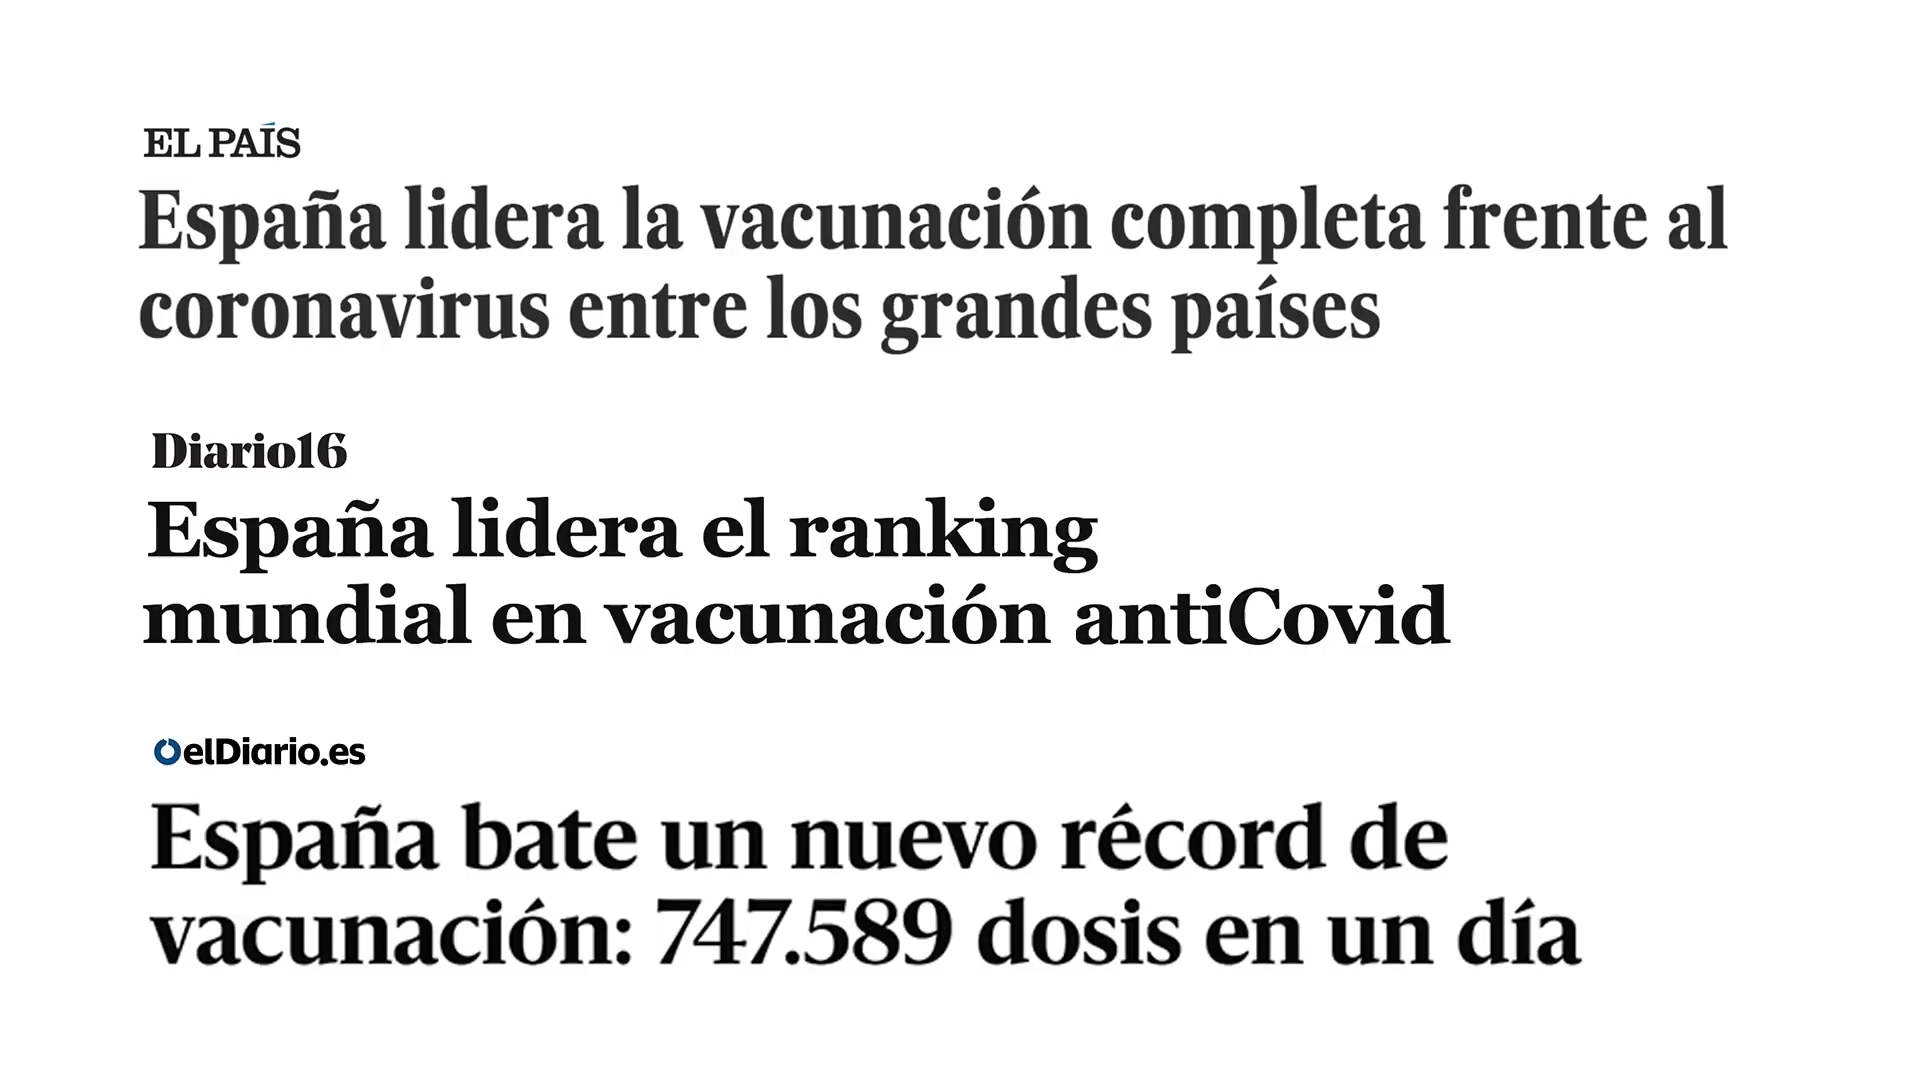 EL PAÍS
España lidera la vacunación completa frente al
coronavirus entre los grandes países
Diario16
España lidera el ranking
mundial en vacunación antiCovid
elDiario.es
España bate un nuevo récord de
vacunación: 747.589 dosis en un día